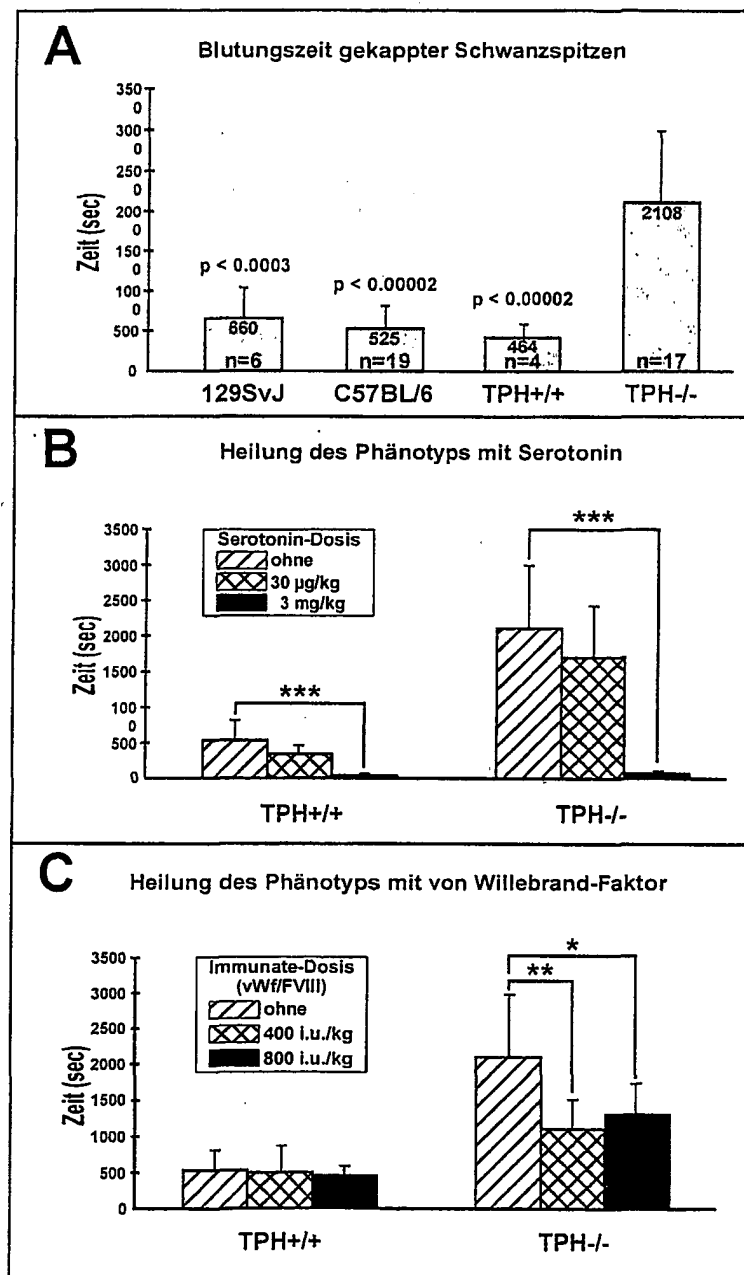 A
Blutungszeit gekappter Schwanzspitzen
Zeit (sec)
350
0
300
0
250
0
200
0
150
0
100
0
500
0
p < 0.0003
p < 0.00002
p < 0.00002
660
525
464
2108
n=6
n=19
n=4
n=17
129SvJ
C57BL/6
TPH+/+
TPH-/-
B
Heilung des Phänotyps mit Serotonin
Zeit (sec)
3500
3000
2500
2000
1500
100
0
500
0
Serotonin-Dosis
ohne
30 µg/kg
3 mg/kg
***
***
TPH+/+
TPH-/-
C
Heilung des Phänotyps mit von Willebrand-Faktor
Zeit (sec)
3500
3000
2500
2000
1500
1000
500
0
Immunate-Dosis
(vWf/FVIII)
ohne
400 i.u./kg
800 i.u./kg
*
**
TPH+/+
TPH-/-